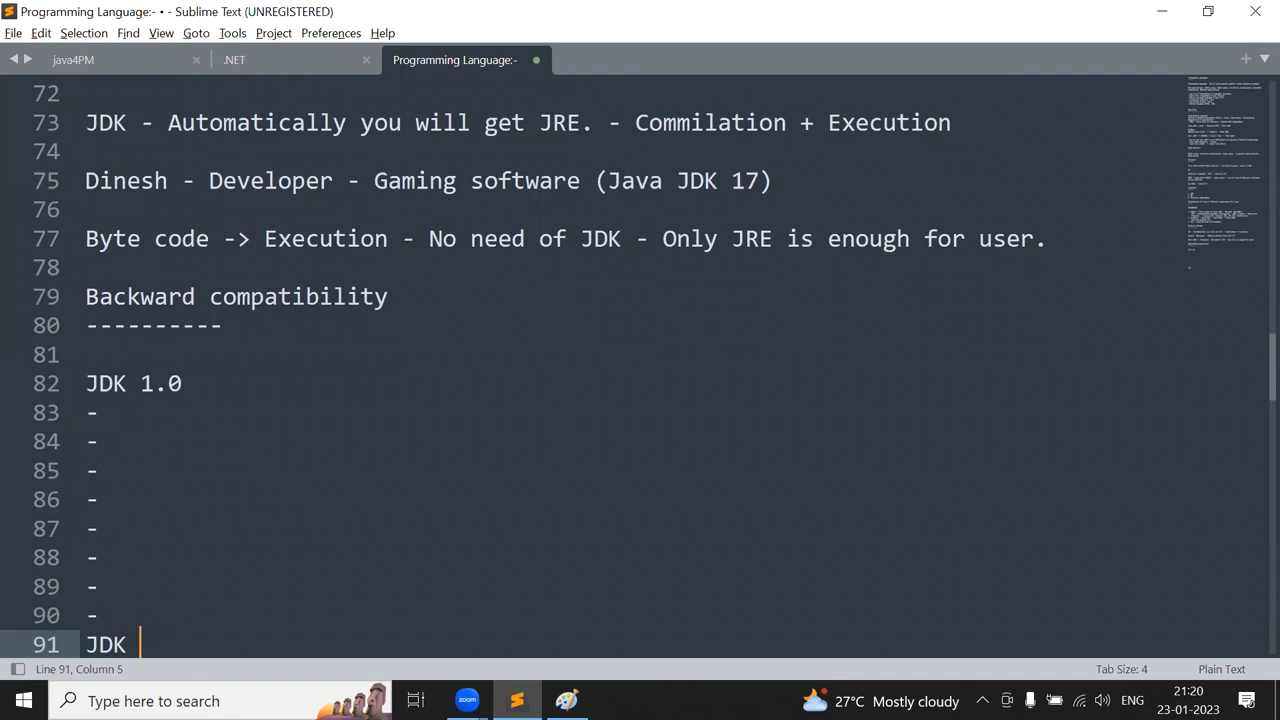 Programming Language:- • - Sublime Text (UNREGISTERED)
File Edit Selection Find View Goto Tools Project Preferences Help
java4PM .NET Programming Language:-
72
73 JDK - Automatically you will get JRE. - Commilation + Execution
74
75 Dinesh - Developer - Gaming software (Java JDK 17)
76
77 Byte code -> Execution - No need of JDK - Only JRE is enough for user.
78
79 Backward compatibility
80 ----------
81
82 JDK 1.0
83 -
84 -
85 -
86 -
87 -
88 -
89 -
90 -
91 JDK
Line 91, Column 5 Tab Size: 4 Plain Text
Type here to search zoom 27°C Mostly cloudy ENG 21:20
23-01-2023